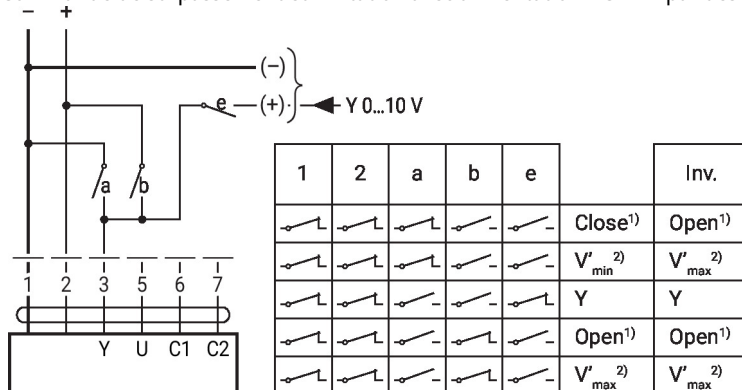 − +
(−)
e (+) Y 0...10 V
a b
1 2 a b e Inv.
Close¹⁾ Open¹⁾
V'min²⁾ V'max²⁾
Y Y
Open¹⁾ Open¹⁾
V'max²⁾ V'max²⁾
1 2 3 5 6 7
Y U C1 C2